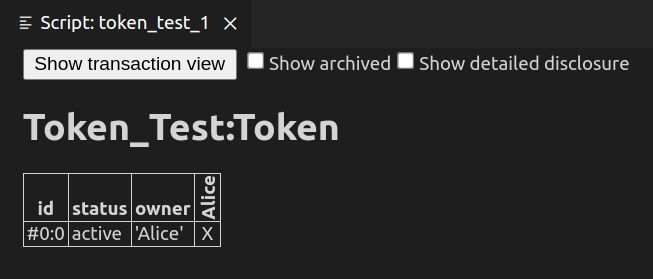 Script: token_test_1
Show transaction view Show archived Show detailed disclosure
Token_Test:Token
id status owner Alice
#0:0 active 'Alice' X